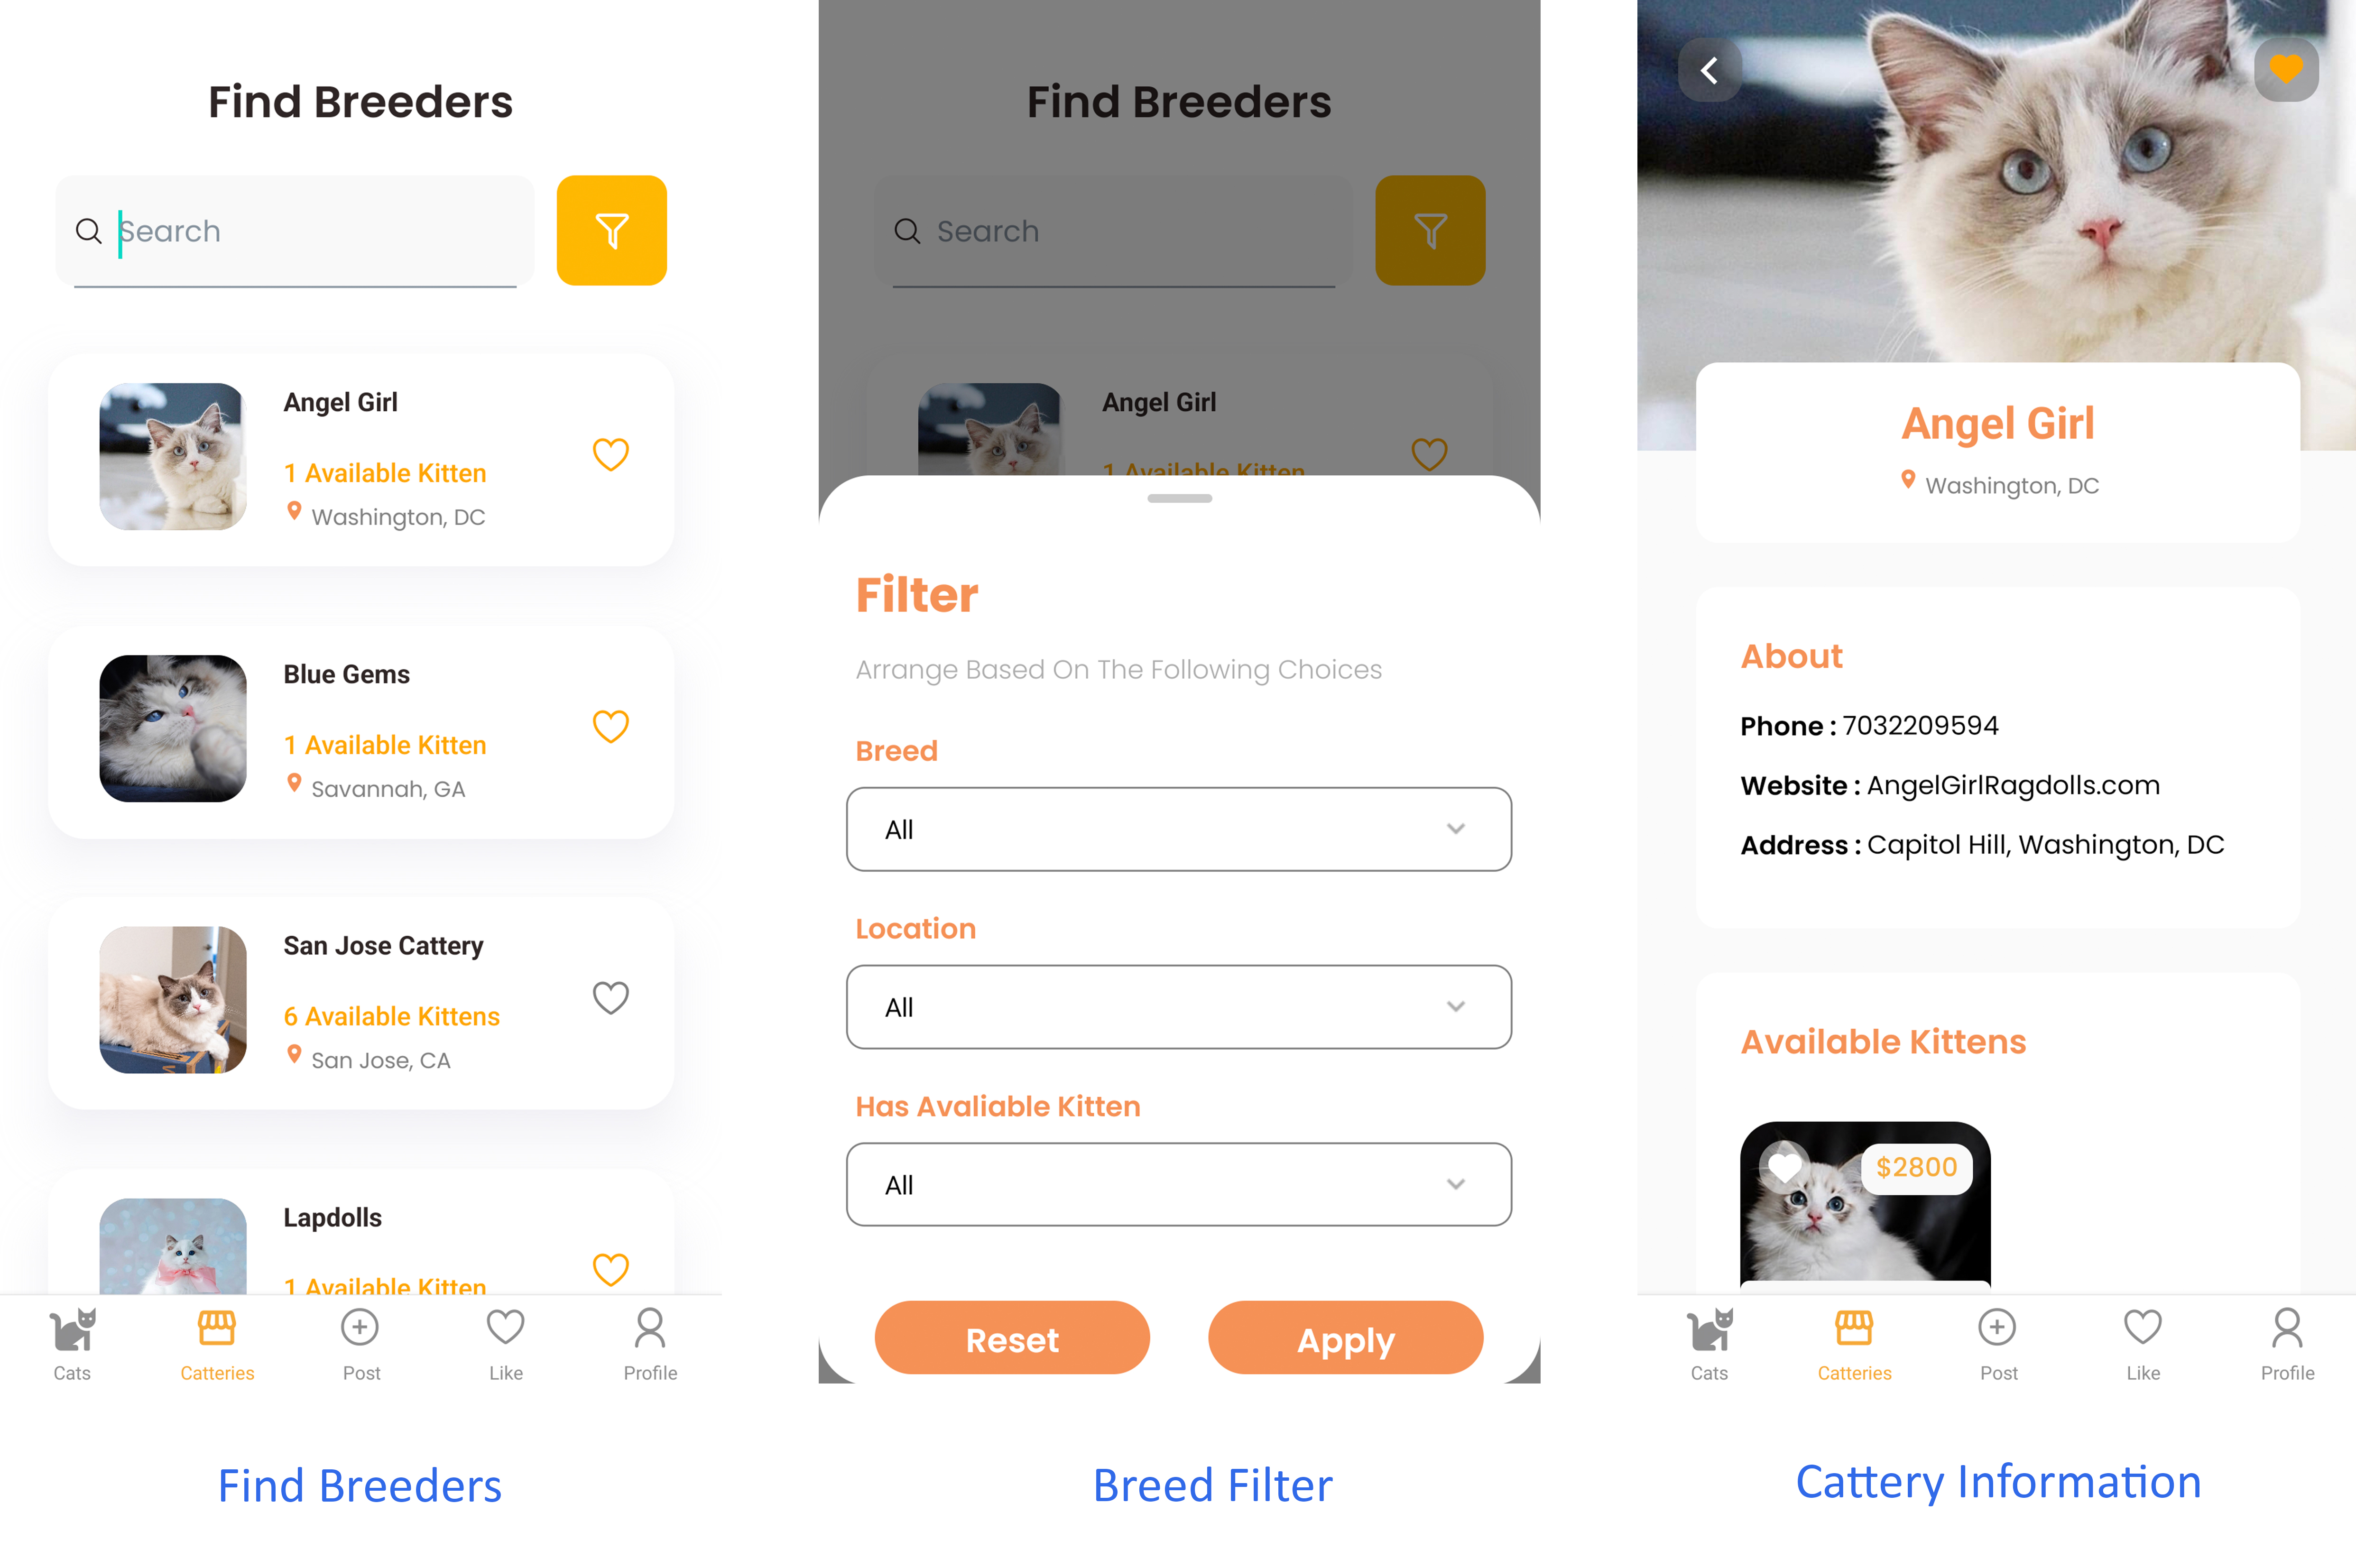 Find Breeders
Search
Angel Girl
1 Available Kitten
Washington, DC
Blue Gems
1 Available Kitten
Savannah, GA
San Jose Cattery
6 Available Kittens
San Jose, CA
Lapdolls
1 Available Kitten
Cats
Catteries
Post
Like
Profile
Find Breeders
Find Breeders
Search
Angel Girl
1 Available Kitten
Filter
Arrange Based On The Following Choices
Breed
All
Location
All
Has Avaliable Kitten
All
Reset Apply
Breed Filter
Angel Girl
Washington, DC
About
Phone : 7032209594
Website : AngelGirlRagdolls.com
Address : Capitol Hill, Washington, DC
Available Kittens
$2800
Cats
Catteries
Post
Like
Profile
Cattery Information